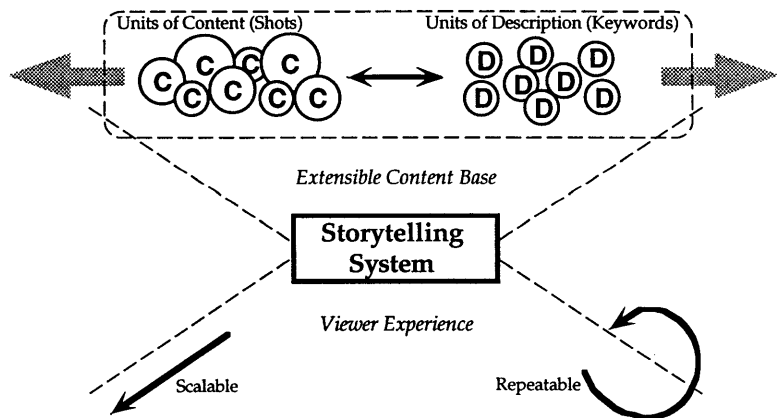 Units of Content (Shots)
Units of Description (Keywords)
C C C C C C C C
D D D D D D D
Extensible Content Base
Storytelling
System
Viewer Experience
Scalable
Repeatable